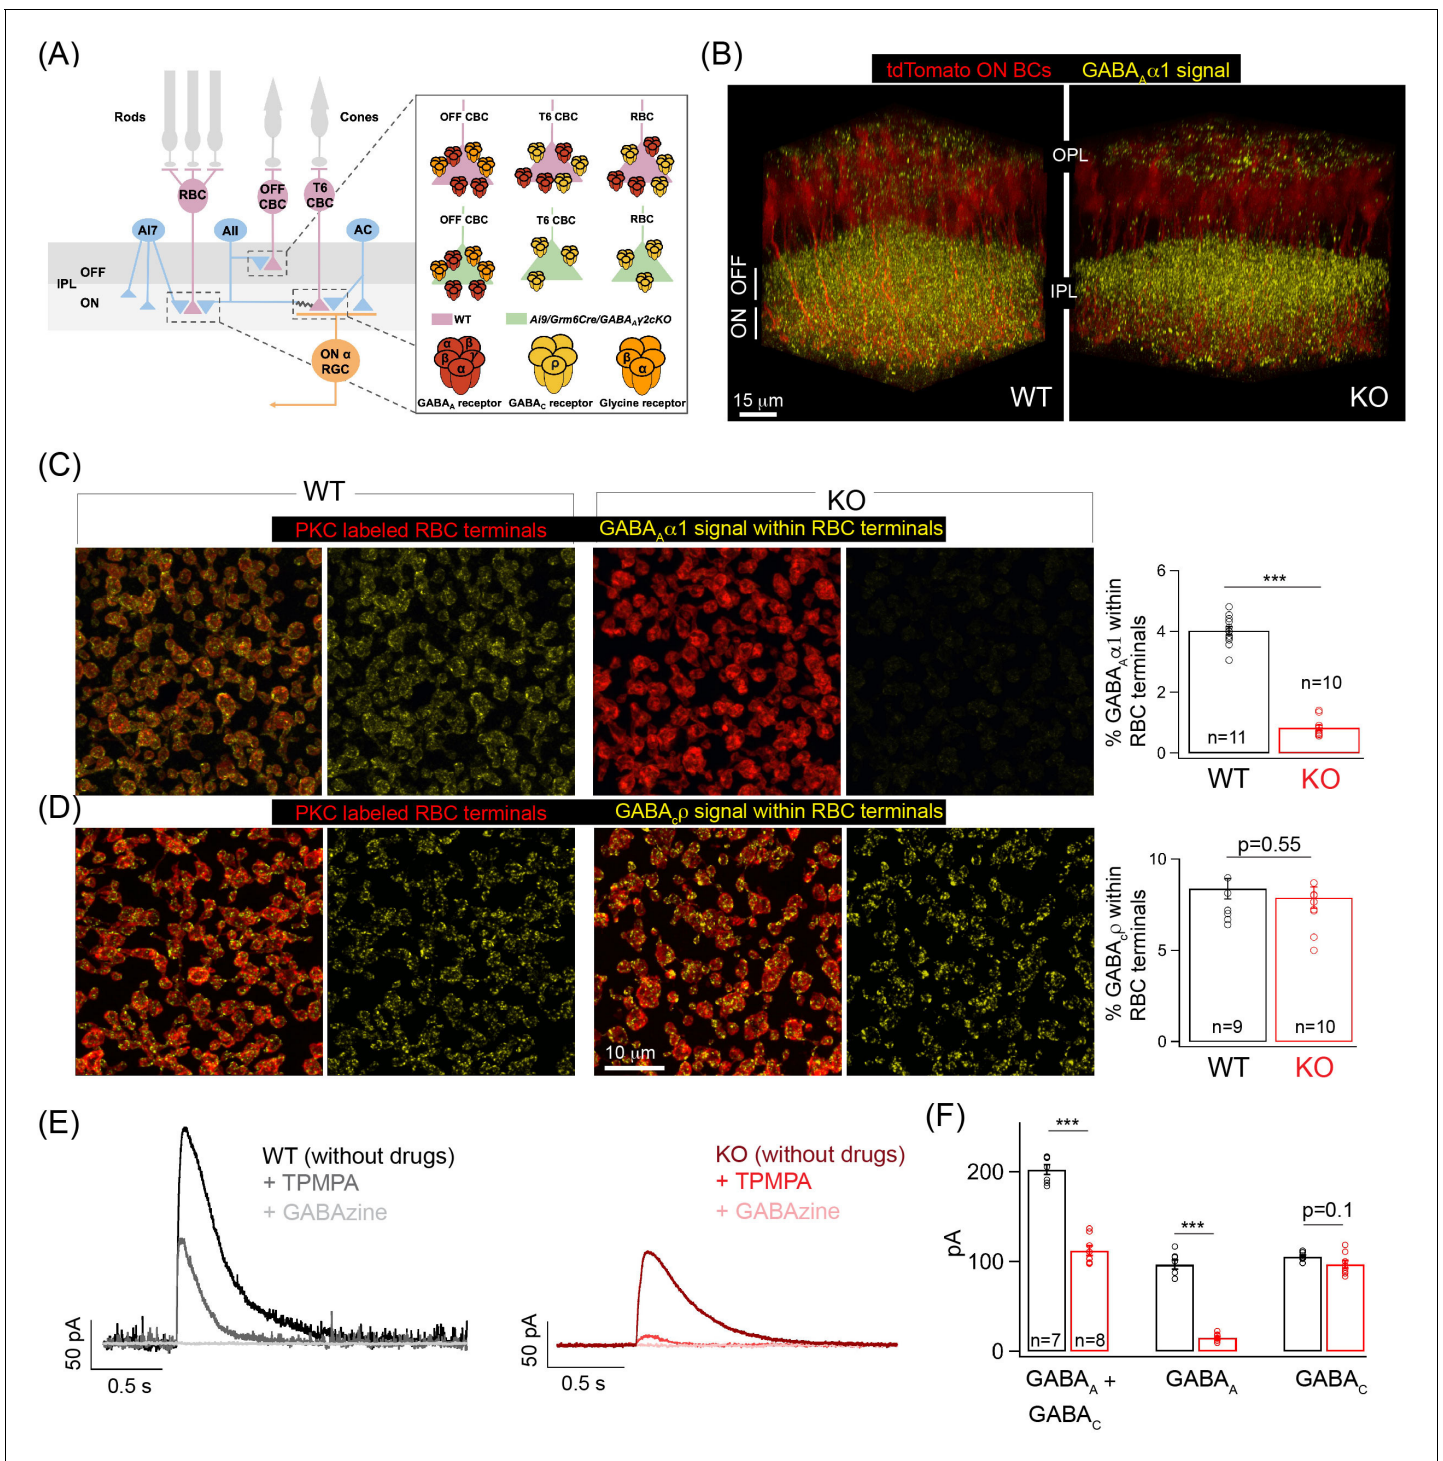 (A)
Rods
Cones
RBC
OFF
CBC
T6
CBC
AI7
AII
AC
OFF
IPL
ON
ON α
RGC
OFF CBC
T6 CBC
RBC
OFF CBC
T6 CBC
RBC
WT
Ai9/Grm6Cre/GABAAγ2cKO
α
β
β
γ
α
ρ
β
α
GABAA receptor
GABAC receptor
Glycine receptor
(B)
tdTomato ON BCs
GABAAα1 signal
OPL
OFF
IPL
ON
15 μm
WT
KO
(C)
WT
KO
PKC labeled RBC terminals
GABAAα1 signal within RBC terminals
% GABAAα1 within
RBC terminals
6
4
2
0
***
n=11
n=10
WT
KO
(D)
PKC labeled RBC terminals
GABAcρ signal within RBC terminals
10 μm
% GABAcρ within
RBC terminals
10
5
0
p=0.55
n=9
n=10
WT
KO
(E)
WT (without drugs)
+ TPMPA
+ GABAzine
50 pA
0.5 s
KO (without drugs)
+ TPMPA
+ GABAzine
50 pA
0.5 s
(F)
pA
200
100
0
***
***
p=0.1
n=7
n=8
GABAA +
GABAC
GABAA
GABAC